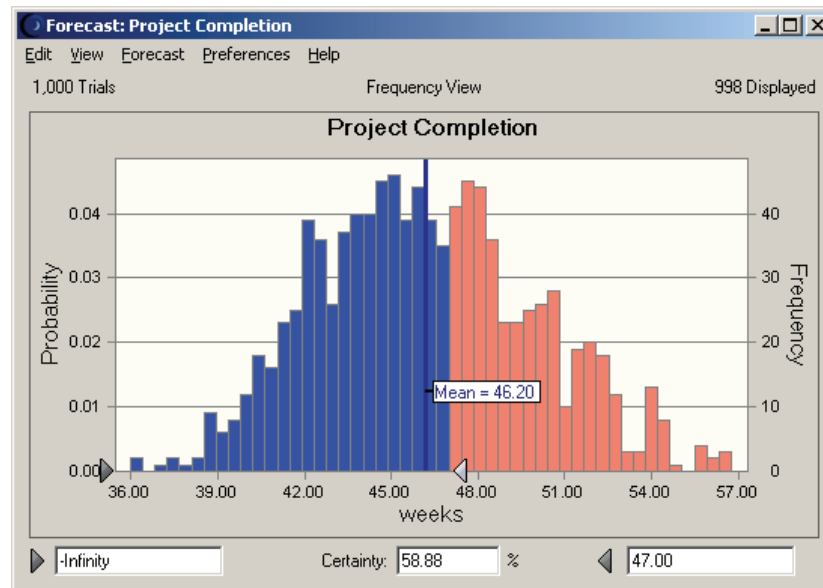 Forecast: Project Completion
Edit View Forecast Preferences Help
1,000 Trials Frequency View 998 Displayed
Project Completion
Probability
Frequency
0.04 40
0.03 30
0.02 20
0.01 10
Mean = 46.20
0.00 0
36.00 39.00 42.00 45.00 48.00 51.00 54.00 57.00
weeks
-Infinity Certainty: 58.88 % 47.00